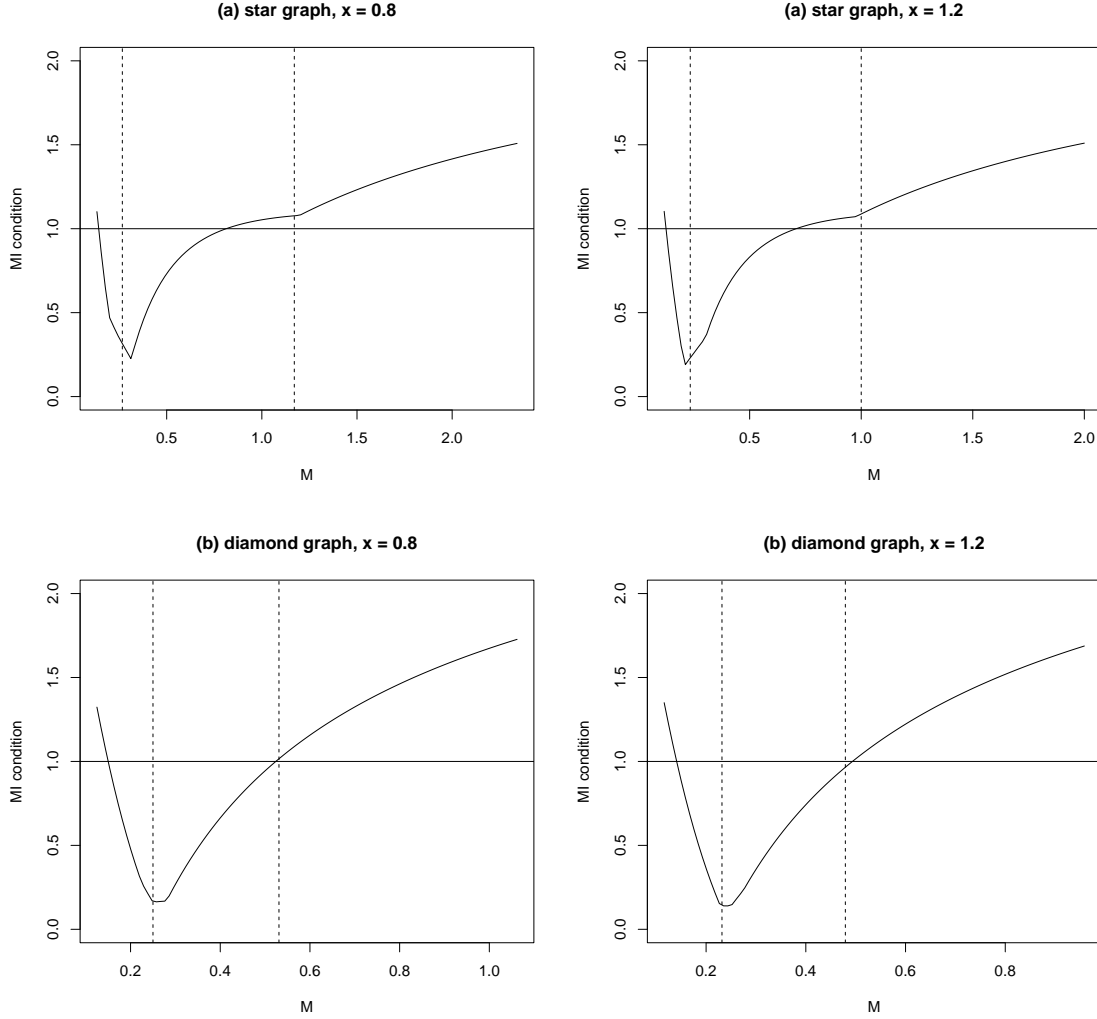 (a) star graph, x = 0.8
MI condition
2.0
1.5
1.0
0.5
0.0
0.5 1.0 1.5 2.0
M
(a) star graph, x = 1.2
MI condition
2.0
1.5
1.0
0.5
0.0
0.5 1.0 1.5 2.0
M
(b) diamond graph, x = 0.8
MI condition
2.0
1.5
1.0
0.5
0.0
0.2 0.4 0.6 0.8 1.0
M
(b) diamond graph, x = 1.2
MI condition
2.0
1.5
1.0
0.5
0.0
0.2 0.4 0.6 0.8
M